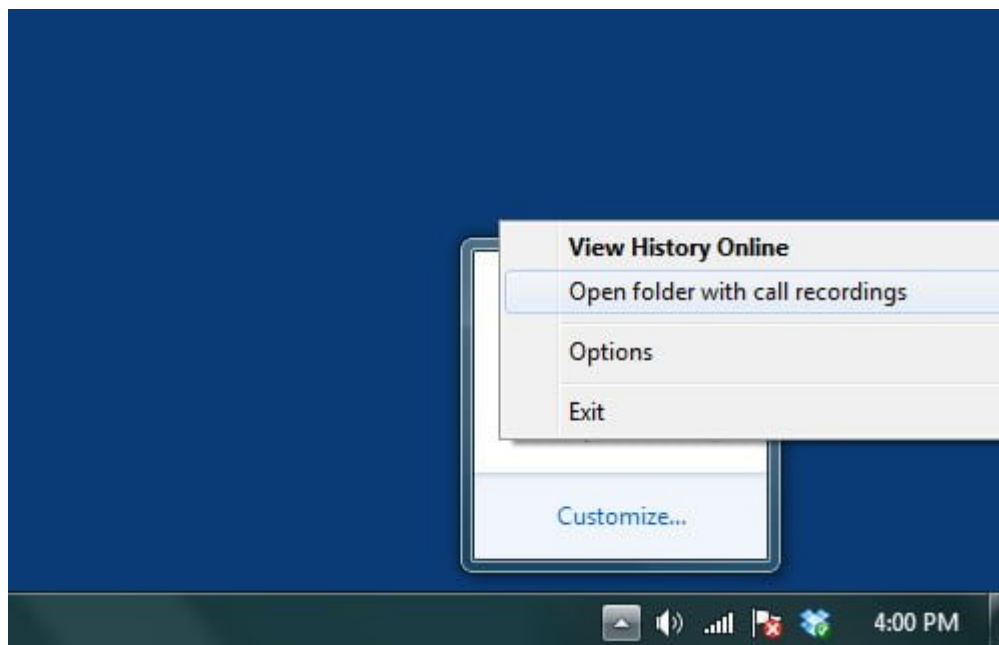 View History Online
Open folder with call recordings
Options
Exit
Customize...
4:00 PM